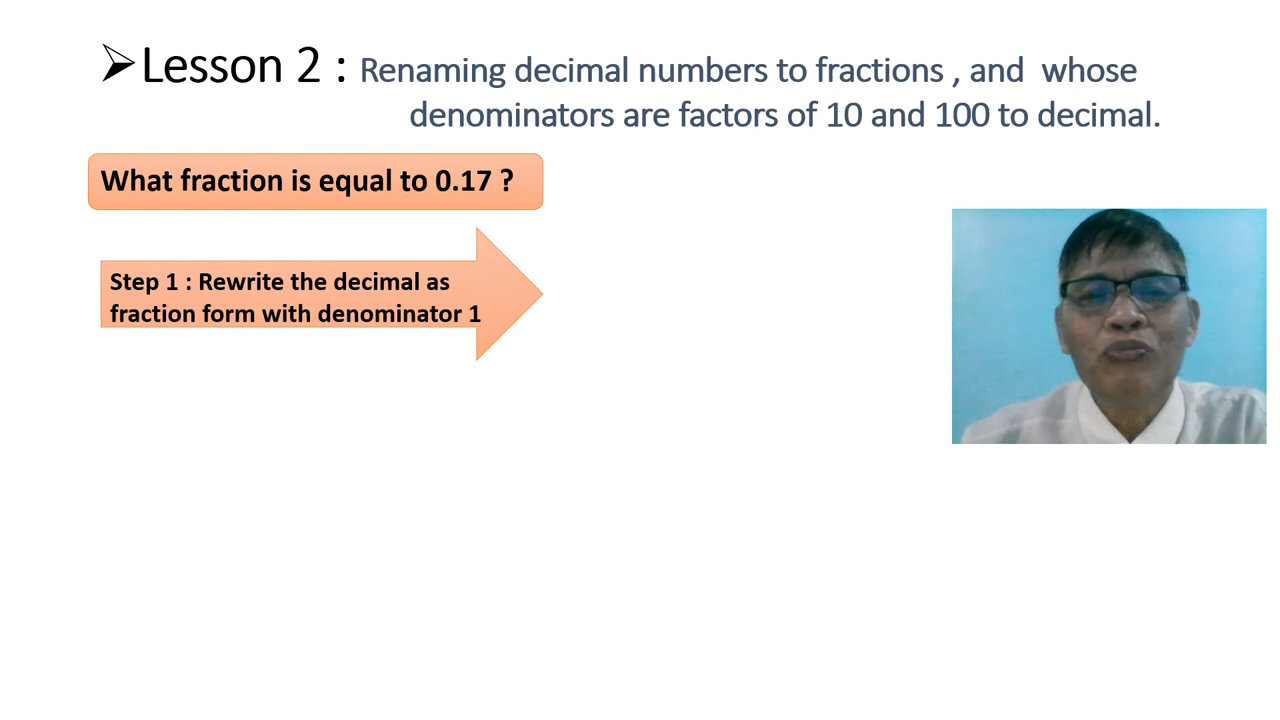 Lesson 2 : Renaming decimal numbers to fractions , and whose
denominators are factors of 10 and 100 to decimal.
What fraction is equal to 0.17 ?
Step 1 : Rewrite the decimal as
fraction form with denominator 1